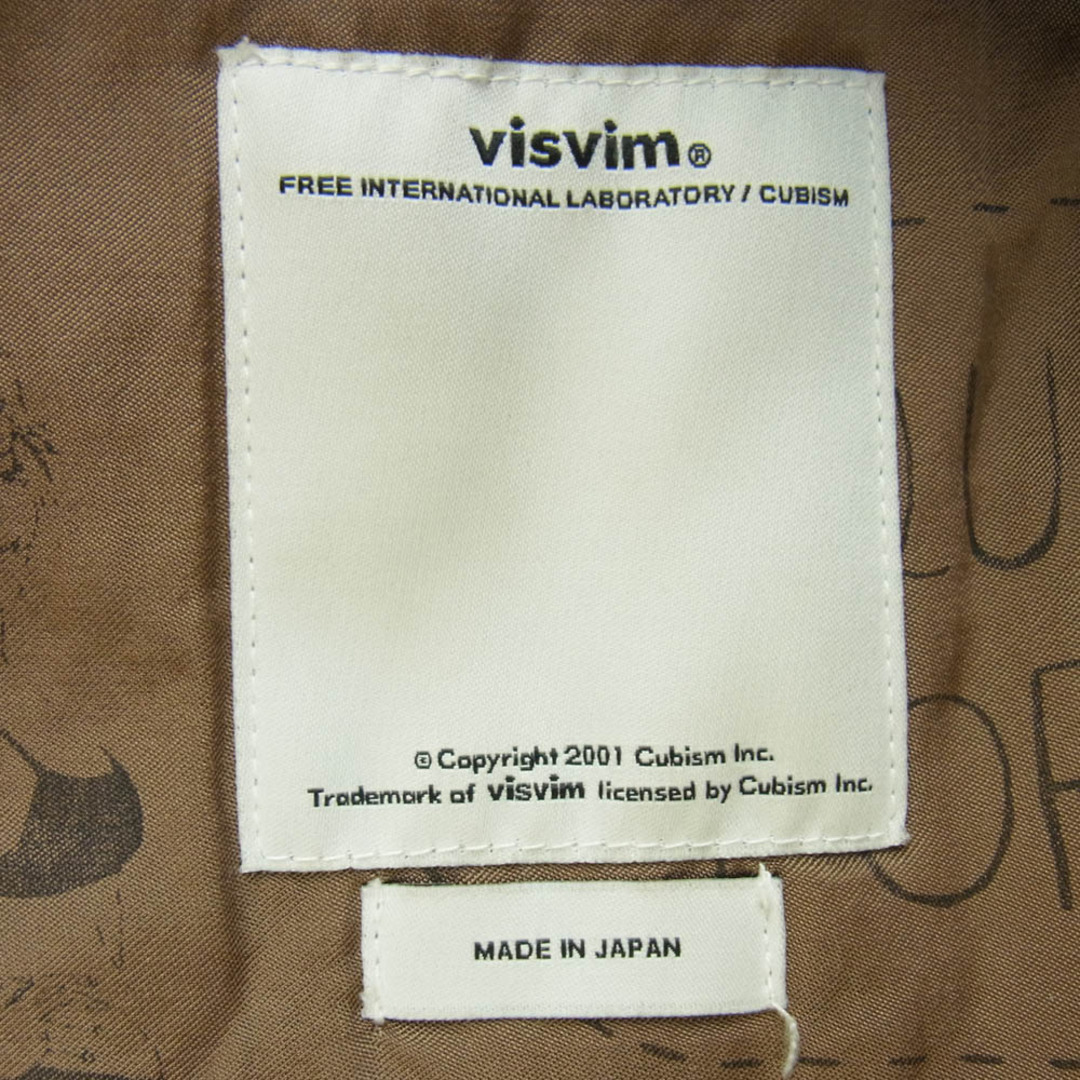 visvim®
FREE INTERNATIONAL LABORATORY / CUBISM
© Copyright 2001 Cubism Inc.
Trademark of visvim licensed by Cubism Inc.
MADE IN JAPAN